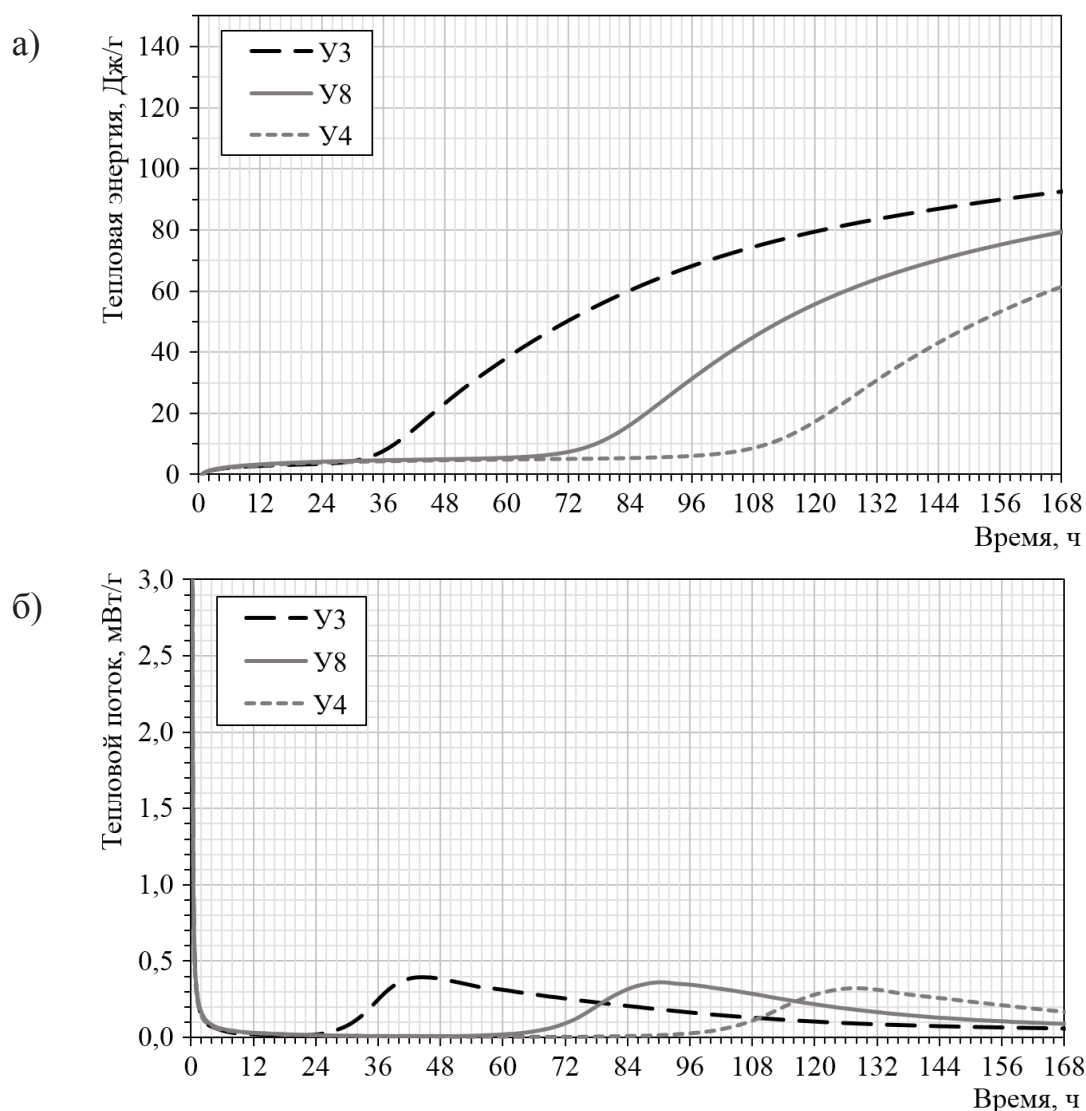 а)
Тепловая энергия, Дж/г
140
120
100
80
60
40
20
0
У3
У8
У4
0 12 24 36 48 60 72 84 96 108 120 132 144 156 168
Время, ч
б)
Тепловой поток, мВт/г
3,0
2,5
2,0
1,5
1,0
0,5
0,0
У3
У8
У4
0 12 24 36 48 60 72 84 96 108 120 132 144 156 168
Время, ч